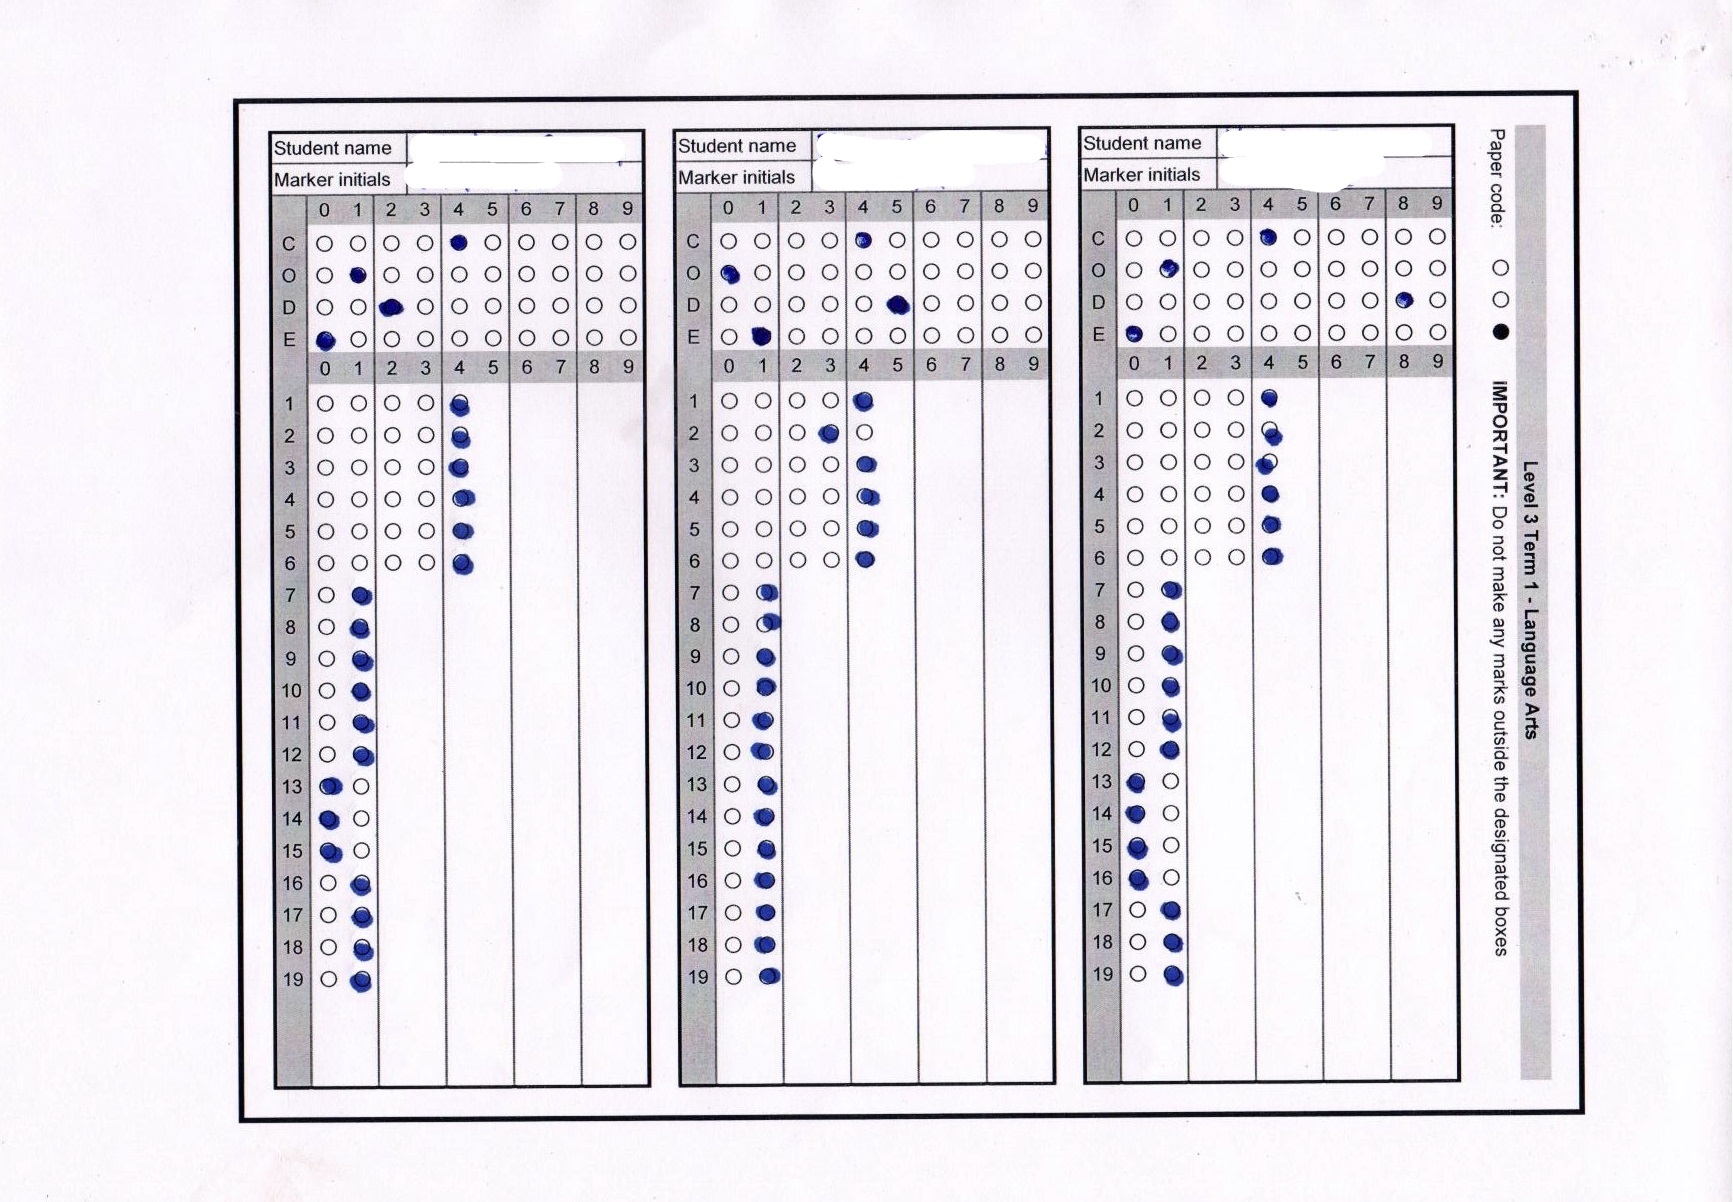 Student name
Marker initials
0 1 2 3 4 5 6 7 8 9
C
O
D
E
0 1 2 3 4 5 6 7 8 9
1
2
3
4
5
6
7
8
9
10
11
12
13
14
15
16
17
18
19
Student name
Marker initials
0 1 2 3 4 5 6 7 8 9
C
O
D
E
0 1 2 3 4 5 6 7 8 9
1
2
3
4
5
6
7
8
9
10
11
12
13
14
15
16
17
18
19
Student name
Marker initials
0 1 2 3 4 5 6 7 8 9
C
O
D
E
0 1 2 3 4 5 6 7 8 9
1
2
3
4
5
6
7
8
9
10
11
12
13
14
15
16
17
18
19
Level 3 Term 1 - Language Arts
Paper code: IMPORTANT: Do not make any marks outside the designated boxes